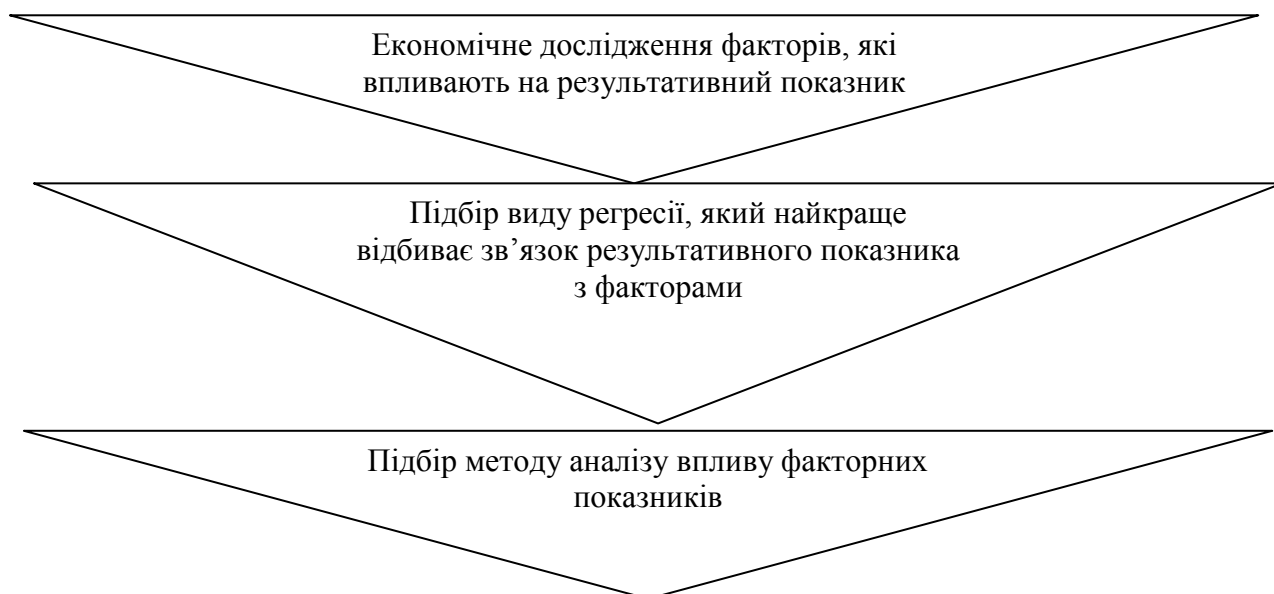 Економічне дослідження факторів, які
впливають на результативний показник
Підбір виду регресії, який найкраще
відбиває зв’язок результативного показника
з факторами
Підбір методу аналізу впливу факторних
показників